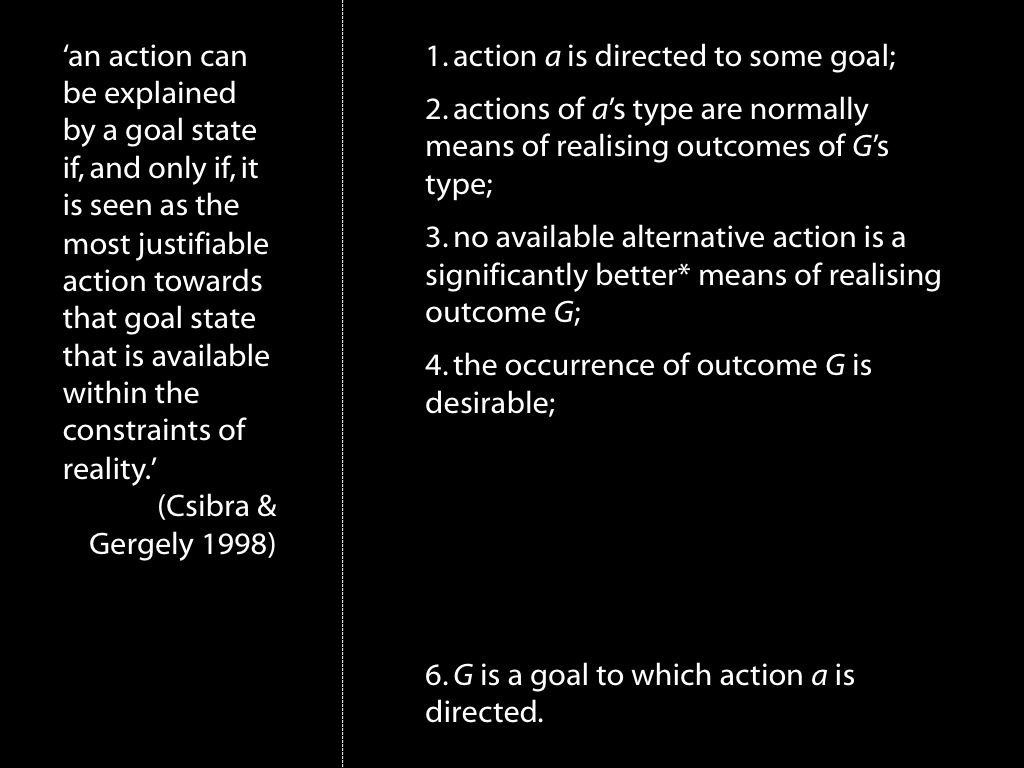 ‘an action can
be explained
by a goal state
if, and only if, it
is seen as the
most justifiable
action towards
that goal state
that is available
within the
constraints of
reality.’
(Csibra &
Gergely 1998)
1. action a is directed to some goal;
2. actions of a’s type are normally
means of realising outcomes of G’s
type;
3. no available alternative action is a
significantly better* means of realising
outcome G;
4. the occurrence of outcome G is
desirable;
6. G is a goal to which action a is
directed.